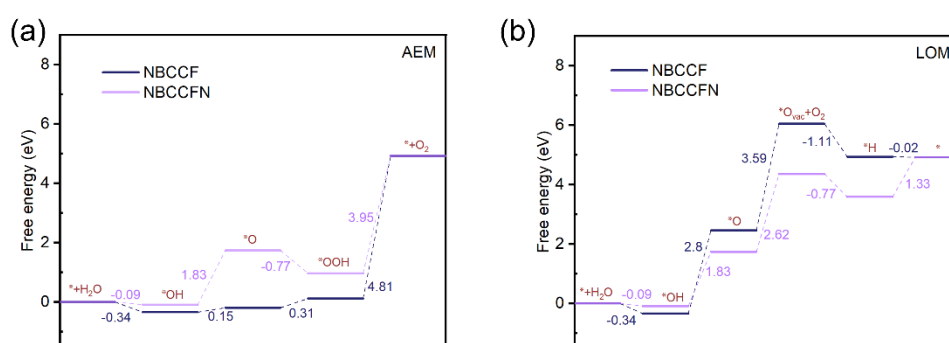 (a)
AEM
NBCCF
NBCCFN
Free energy (eV)
8
6
4
2
0
*+H₂O
-0.09
-0.34
*OH
1.83
0.15
*O
-0.77
0.31
*OOH
3.95
4.81
*+O₂
(b)
LOM
NBCCF
NBCCFN
Free energy (eV)
8
6
4
2
0
*+H₂O
-0.09
-0.34
*OH
2.8
1.83
*O
3.59
2.62
*Ovac+O₂
-1.11
-0.77
*H
-0.02
1.33
*